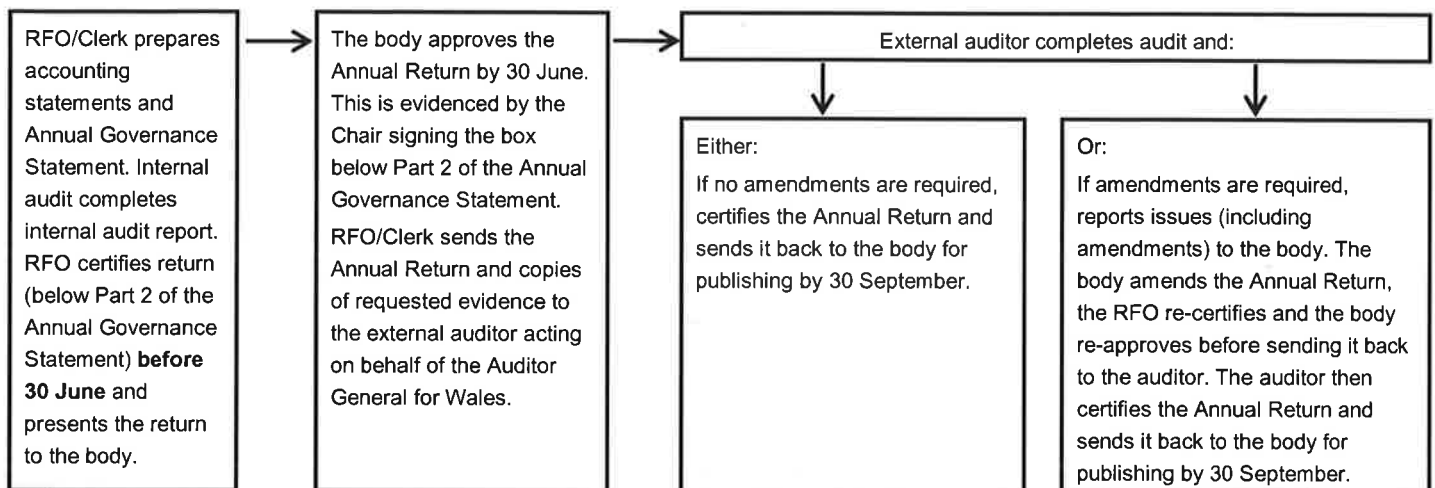 RFO/Clerk prepares
accounting
statements and
Annual Governance
Statement. Internal
audit completes
internal audit report.
RFO certifies return
(below Part 2 of the
Annual Governance
Statement) before
30 June and
presents the return
to the body.
The body approves the
Annual Return by 30 June.
This is evidenced by the
Chair signing the box
below Part 2 of the Annual
Governance Statement.
RFO/Clerk sends the
Annual Return and copies
of requested evidence to
the external auditor acting
on behalf of the Auditor
General for Wales.
External auditor completes audit and:
Either:
If no amendments are required,
certifies the Annual Return and
sends it back to the body for
publishing by 30 September.
Or:
If amendments are required,
reports issues (including
amendments) to the body. The
body amends the Annual Return,
the RFO re-certifies and the body
re-approves before sending it back
to the auditor. The auditor then
certifies the Annual Return and
sends it back to the body for
publishing by 30 September.